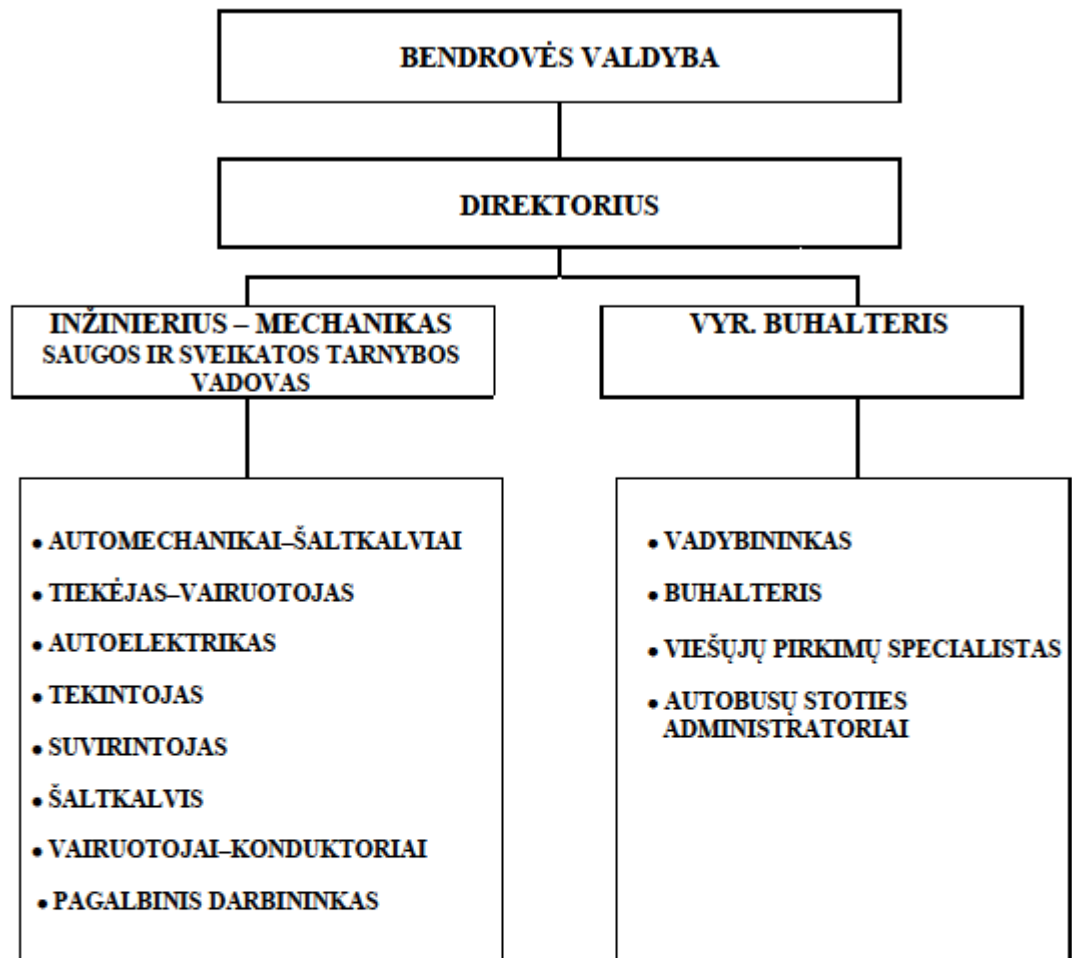 BENDROVĖS VALDYBA
DIREKTORIUS
INŽINIERIUS – MECHANIKAS
SAUGOS IR SVEIKATOS TARNYBOS
VADOVAS
VYR. BUHALTERIS
• AUTOMECHANIKAI–ŠALTKALVIAI
• TIEKĖJAS–VAIRUOTOJAS
• AUTOELEKTRIKAS
• TEKINTOJAS
• SUVIRINTOJAS
• ŠALTKALVIS
• VAIRUOTOJAI–KONDUKTORIAI
• PAGALBINIS DARBININKAS
• VADYBININKAS
• BUHALTERIS
• VIEŠŲJŲ PIRKIMŲ SPECIALISTAS
• AUTOBUSŲ STOTIES
ADMINISTRATORIAI